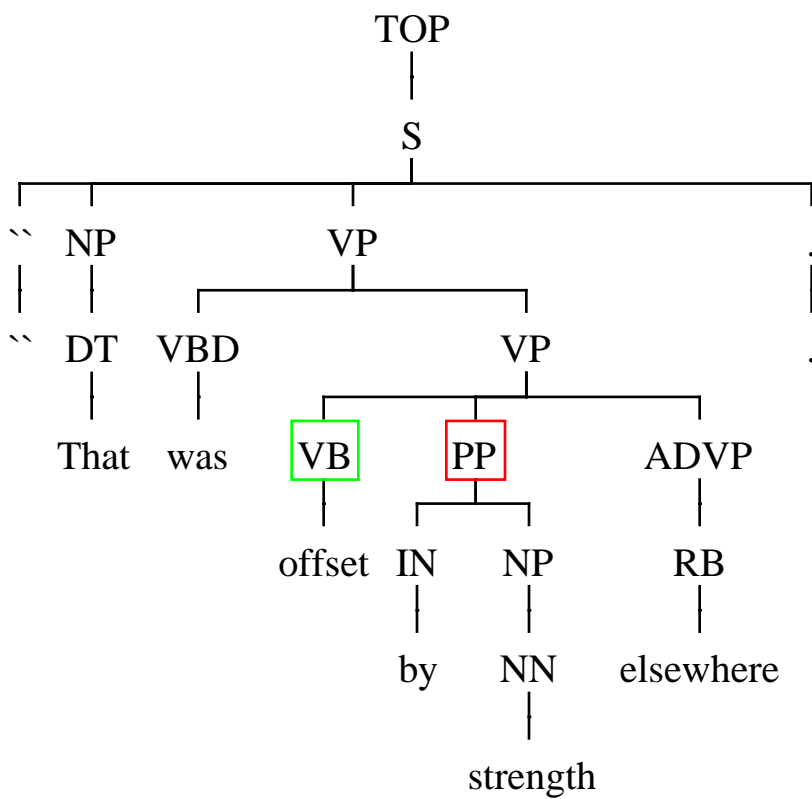 TOP
S
`` NP VP .
`` DT VBD VP .
That was VB PP ADVP
offset IN NP RB
by NN elsewhere
strength